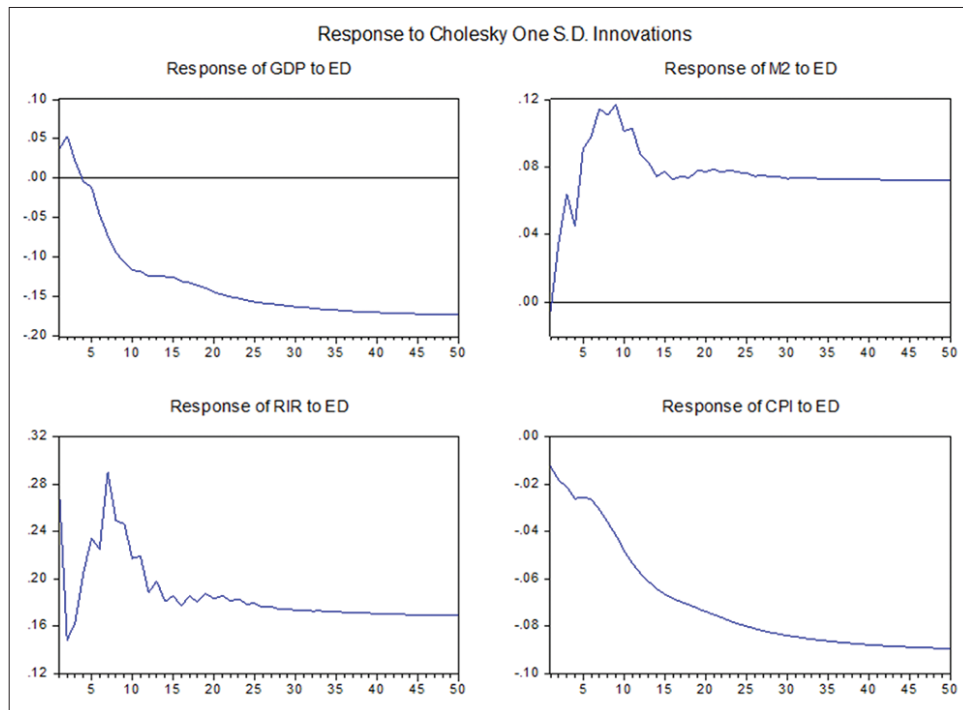 Response to Cholesky One S.D. Innovations
Response of GDP to ED
.10
.05
.00
-.05
-.10
-.15
-.20
5 10 15 20 25 30 35 40 45 50
Response of M2 to ED
.12
.08
.04
.00
5 10 15 20 25 30 35 40 45 50
Response of RIR to ED
.32
.28
.24
.20
.16
.12
5 10 15 20 25 30 35 40 45 50
Response of CPI to ED
.00
-.02
-.04
-.06
-.08
-.10
5 10 15 20 25 30 35 40 45 50